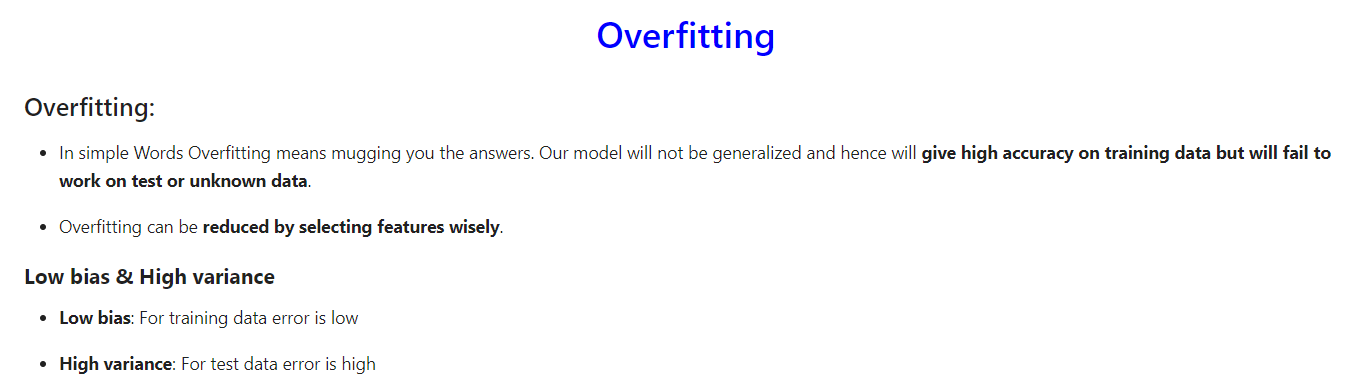 Overfitting
Overfitting:
• In simple Words Overfitting means mugging you the answers. Our model will not be generalized and hence will give high accuracy on training data but will fail to
work on test or unknown data.
• Overfitting can be reduced by selecting features wisely.
Low bias & High variance
• Low bias: For training data error is low
• High variance: For test data error is high